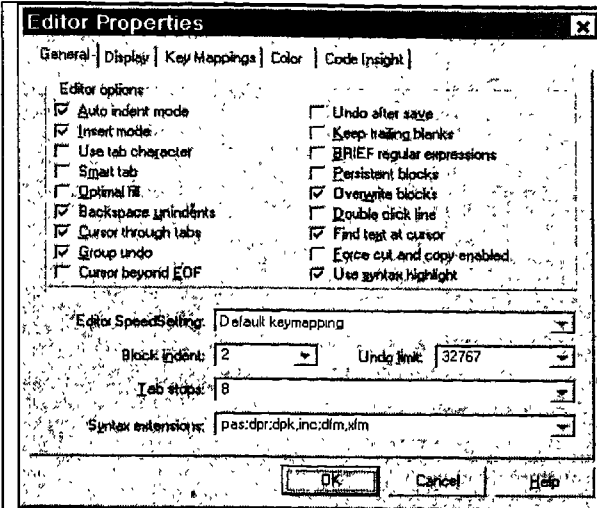 Editor Properties
General Display Key Mappings Color Code Insight
Editor options
Auto indent mode
Insert mode
Use tab character
Smart tab
Optimal fill
Backspace unindents
Cursor through tabs
Group undo
Cursor beyond EOF
Undo after save
Keep trailing blanks
BRIEF regular expressions
Persistent blocks
Overwrite blocks
Double click line
Find text at cursor
Force cut and copy enabled
Use syntax highlight
Editor SpeedSetting: Default keymapping
Block indent: 2 Undo limit: 32767
Tab stops: 8
Syntax extensions: pas;dpr;dpk,inc;dfm,xfm
OK Cancel Help